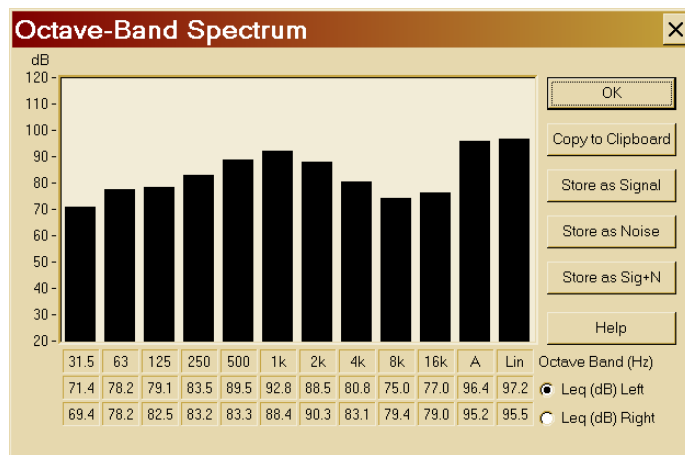 Octave-Band Spectrum
dB
120
110
100
90
80
70
60
50
40
30
20
OK
Copy to Clipboard
Store as Signal
Store as Noise
Store as Sig+N
Help
31.5 63 125 250 500 1k 2k 4k 8k 16k A Lin Octave Band (Hz)
71.4 78.2 79.1 83.5 89.5 92.8 88.5 80.8 75.0 77.0 96.4 97.2 Leq (dB) Left
69.4 78.2 82.5 83.2 83.3 88.4 90.3 83.1 79.4 79.0 95.2 95.5 Leq (dB) Right